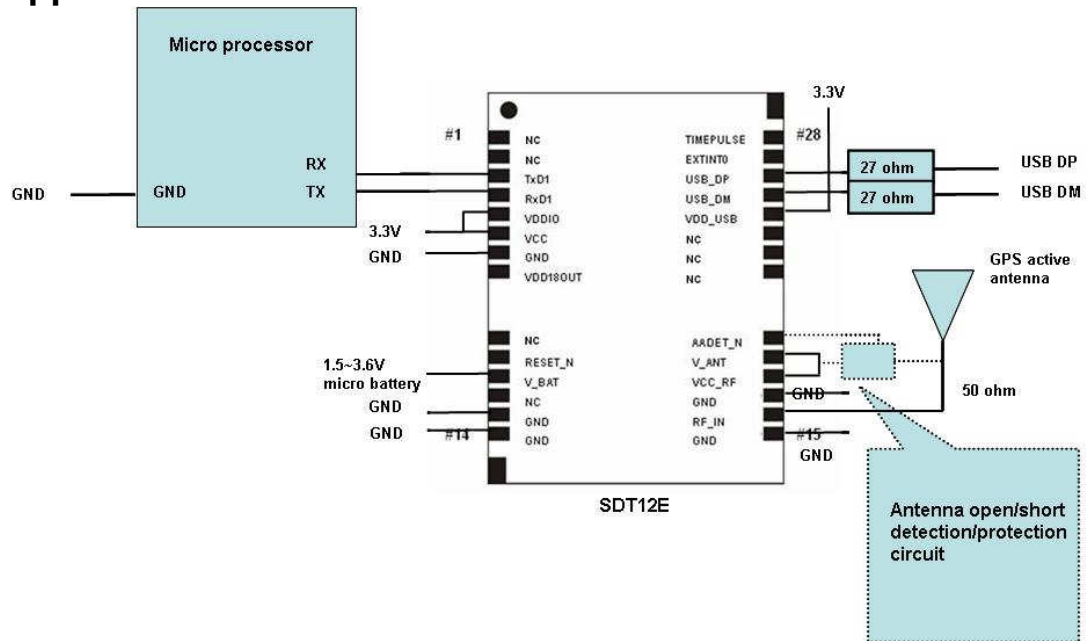 Micro processor
RX
TX
GND
GND
3.3V
GND
1.5~3.6V
micro battery
GND
GND
#1
#14
NC
NC
TxD1
RxD1
VDDIO
VCC
GND
VDD18OUT
NC
RESET_N
V_BAT
NC
GND
GND
3.3V
#28
#15
TIMEPULSE
EXTINT0
USB_DP
USB_DM
VDD_USB
NC
NC
NC
AADET_N
V_ANT
VCC_RF
GND
RF_IN
GND
27 ohm
27 ohm
USB DP
USB DM
GPS active
antenna
GND
50 ohm
GND
SDT12E
Antenna open/short
detection/protection
circuit